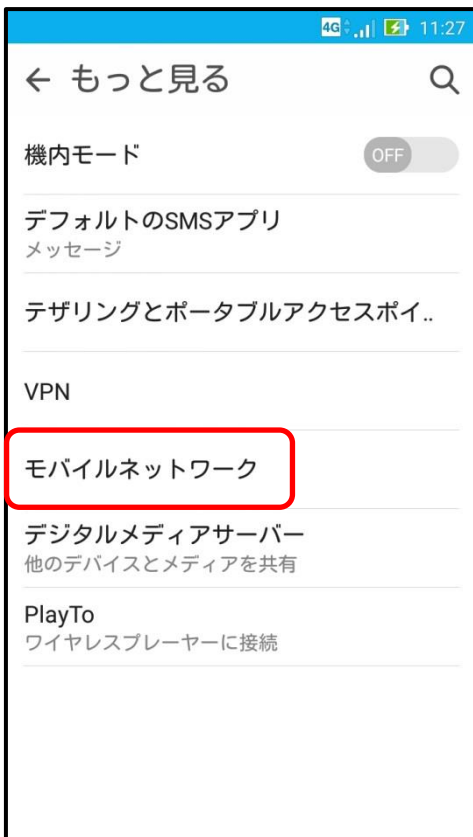 4G 11:27
← もっと見る
機内モード OFF
デフォルトのSMSアプリ
メッセージ
テザリングとポータブルアクセスポイ..
VPN
モバイルネットワーク
デジタルメディアサーバー
他のデバイスとメディアを共有
PlayTo
ワイヤレスプレーヤーに接続